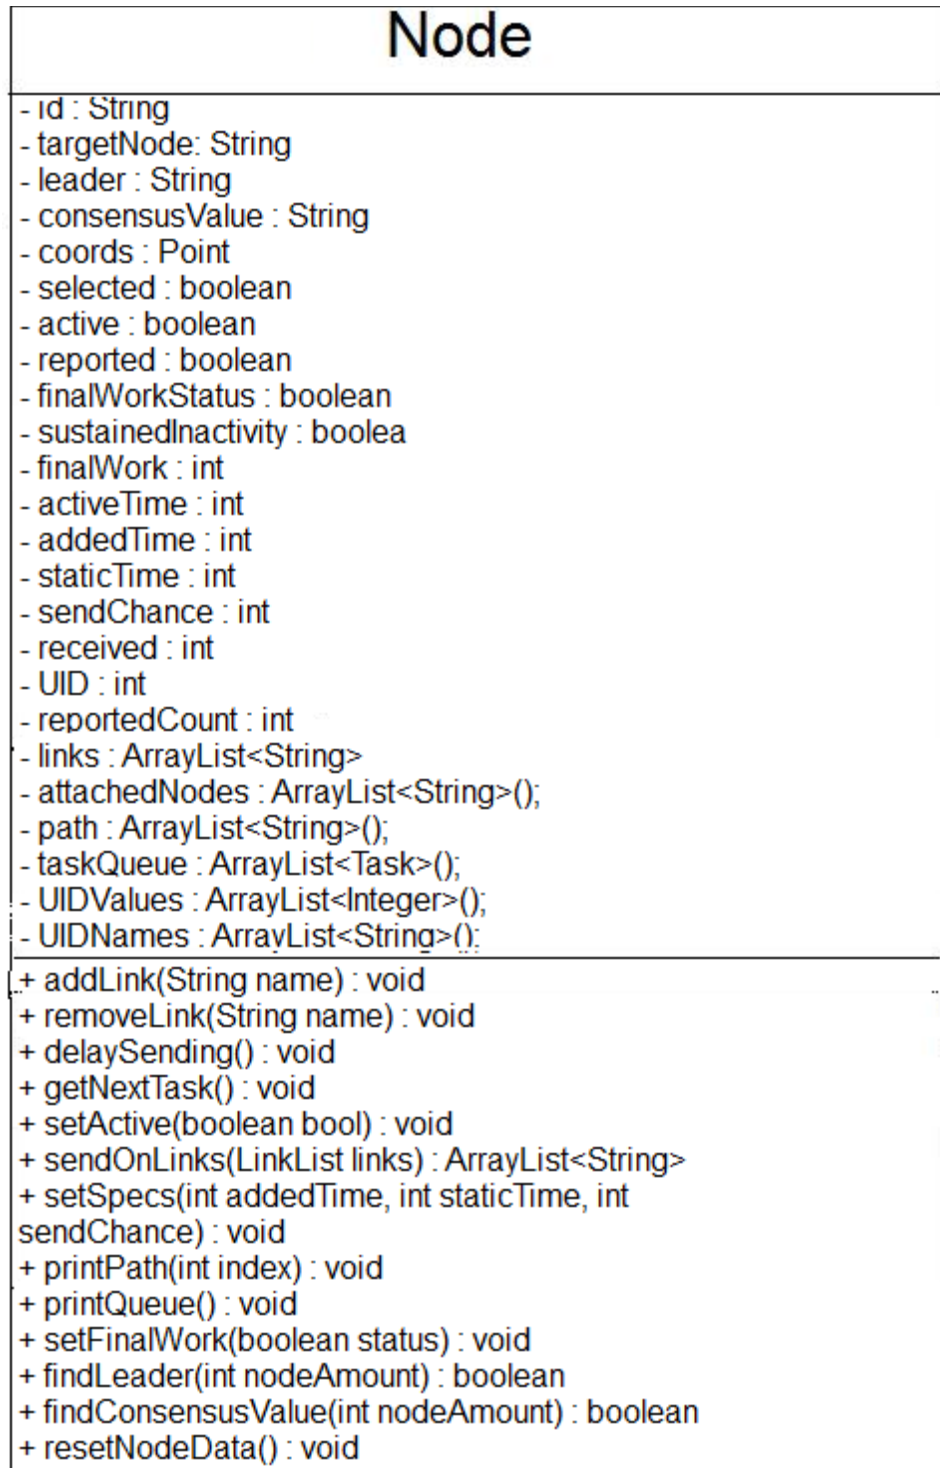 Node
- id : String
- targetNode: String
- leader : String
- consensusValue : String
- coords : Point
- selected : boolean
- active : boolean
- reported : boolean
- finalWorkStatus : boolean
- sustainedInactivity : boolea
- finalWork : int
- activeTime : int
- addedTime : int
- staticTime : int
- sendChance : int
- received : int
- UID : int
- reportedCount : int
- links : ArrayList<String>
- attachedNodes : ArrayList<String>();
- path : ArrayList<String>();
- taskQueue : ArrayList<Task>();
- UIDValues : ArrayList<Integer>();
- UIDNames : ArrayList<String>();
+ addLink(String name) : void
+ removeLink(String name) : void
+ delaySending() : void
+ getNextTask() : void
+ setActive(boolean bool) : void
+ sendOnLinks(LinkList links) : ArrayList<String>
+ setSpecs(int addedTime, int staticTime, int
sendChance) : void
+ printPath(int index) : void
+ printQueue() : void
+ setFinalWork(boolean status) : void
+ findLeader(int nodeAmount) : boolean
+ findConsensusValue(int nodeAmount) : boolean
+ resetNodeData() : void